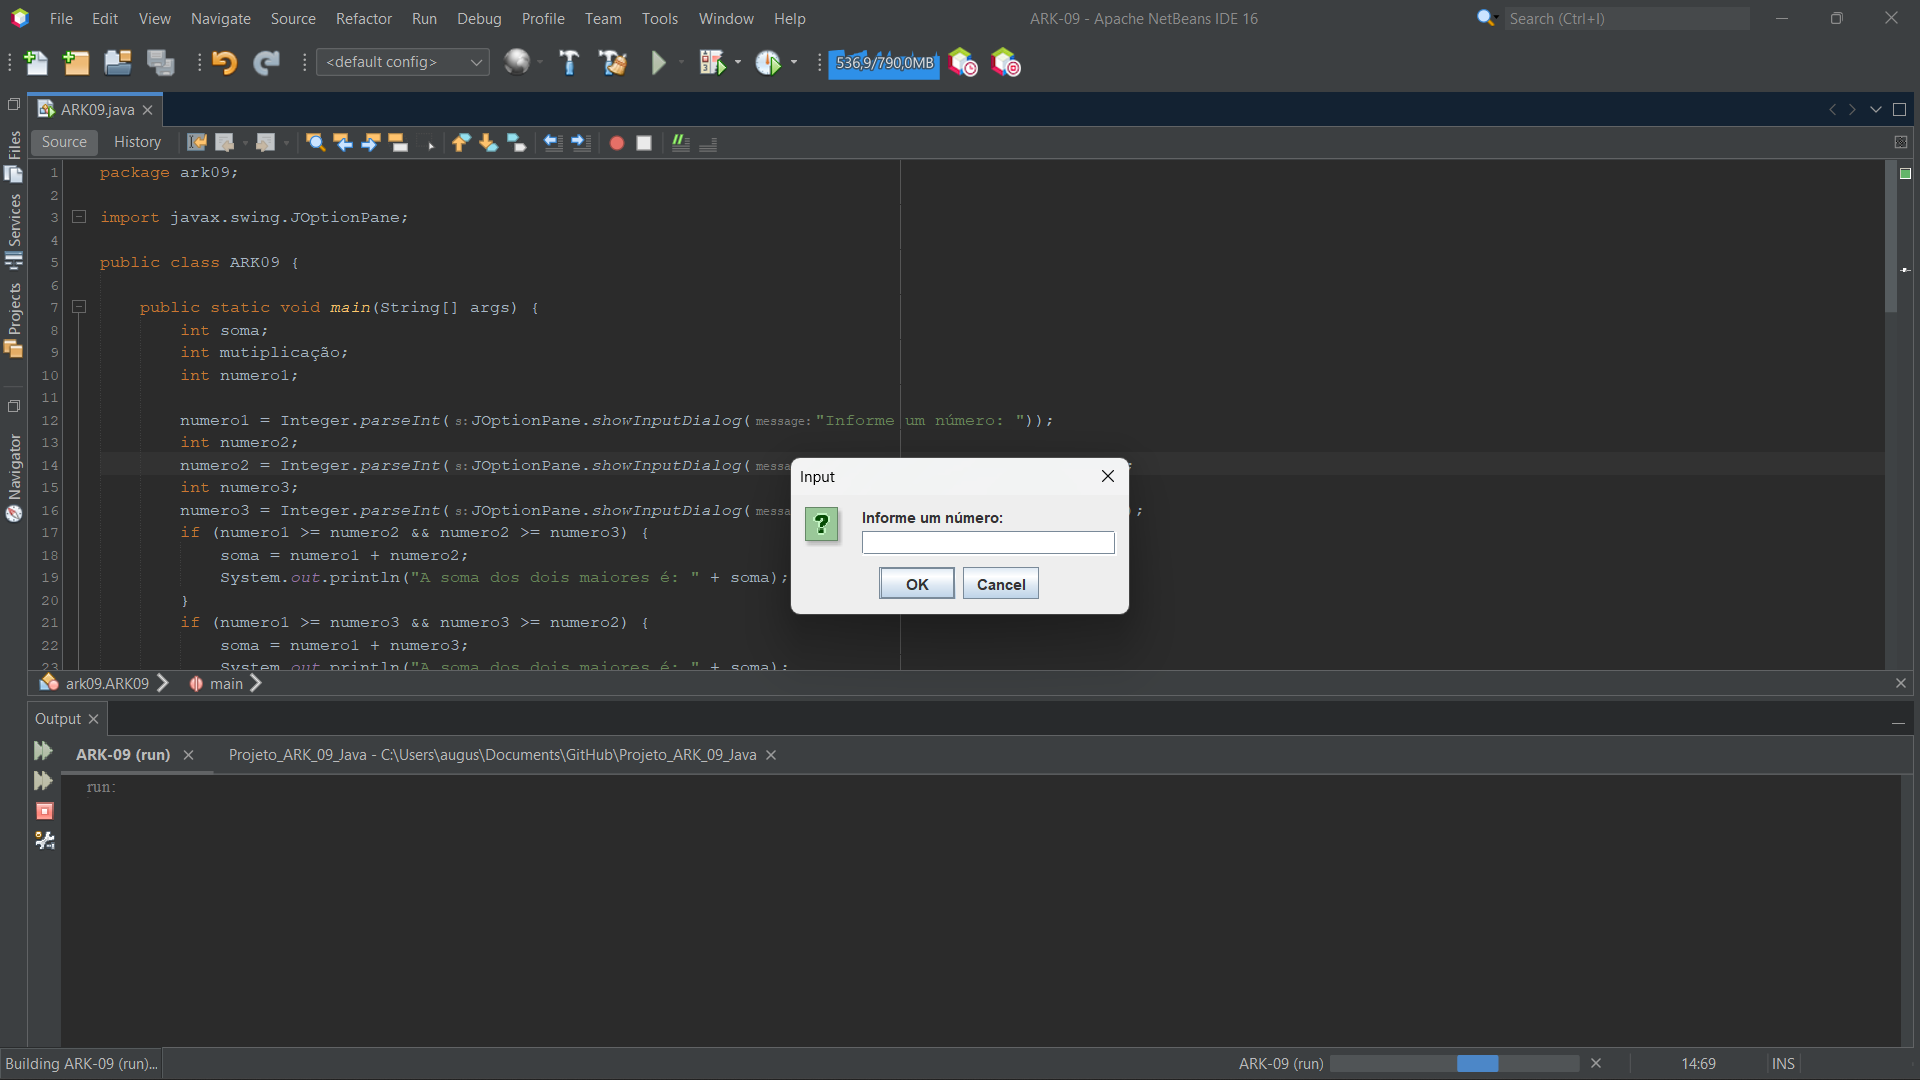 File Edit View Navigate Source Refactor Run Debug Profile Team Tools Window Help
ARK-09 - Apache NetBeans IDE 16
Search (Ctrl+I)
<default config>
536,9/790,0MB
ARK09.java
Source History
Files
Services
Projects
Navigator
1 package ark09;
2
3 import javax.swing.JOptionPane;
4
5 public class ARK09 {
6
7 public static void main(String[] args) {
8 int soma;
9 int mutiplicação;
10 int numero1;
11
12 numero1 = Integer.parseInt( s: JOptionPane.showInputDialog( message: "Informe um número: "));
13 int numero2;
14 numero2 = Integer.parseInt( s: JOptionPane.showInputDialog( messa
15 int numero3;
16 numero3 = Integer.parseInt( s: JOptionPane.showInputDialog( messa );
17 if (numero1 >= numero2 && numero2 >= numero3) {
18 soma = numero1 + numero2;
19 System.out.println("A soma dos dois maiores é: " + soma);
20 }
21 if (numero1 >= numero3 && numero3 >= numero2) {
22 soma = numero1 + numero3;
23 System.out.println("A soma dos dois maiores é: " + soma);
Input
?
Informe um número:
OK Cancel
ark09.ARK09 main
Output
ARK-09 (run) Projeto_ARK_09_Java - C:\Users\augus\Documents\GitHub\Projeto_ARK_09_Java
run:
Building ARK-09 (run)...
ARK-09 (run)
14:69
INS